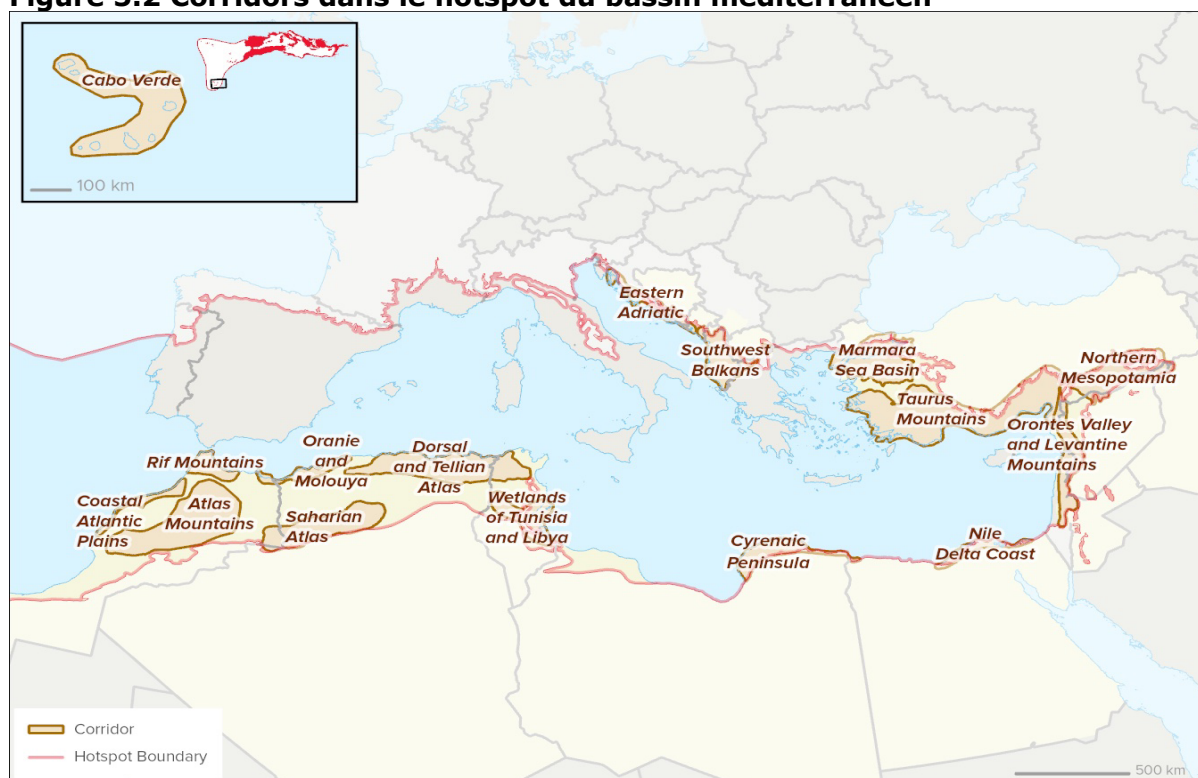 Figure 5.2 Corridors dans le hotspot du bassin méditerranéen
Cabo Verde
100 km
Eastern
Adriatic
Southwest
Balkans
Marmara
Sea Basin
Northern
Mesopotamia
Taurus
Mountains
Orontes Valley
and Levantine
Mountains
Rif Mountains
Oranie
and
Molouya
Dorsal
and Tellian
Atlas
Coastal
Atlantic
Plains
Atlas
Mountains
Saharian
Atlas
Wetlands
of Tunisia
and Libya
Cyrenaic
Peninsula
Nile
Delta Coast
Corridor
Hotspot Boundary
500 km